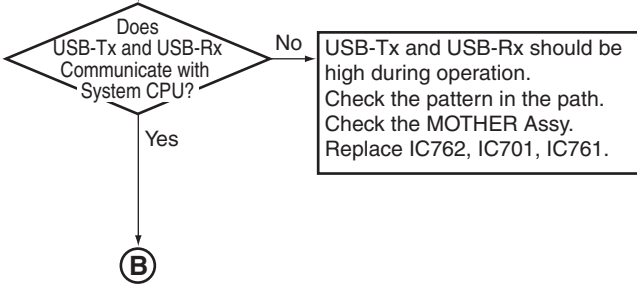 Does
USB-Tx and USB-Rx
Communicate with
System CPU?
No
USB-Tx and USB-Rx should be
high during operation.
Check the pattern in the path.
Check the MOTHER Assy.
Replace IC762, IC701, IC761.
Yes
B